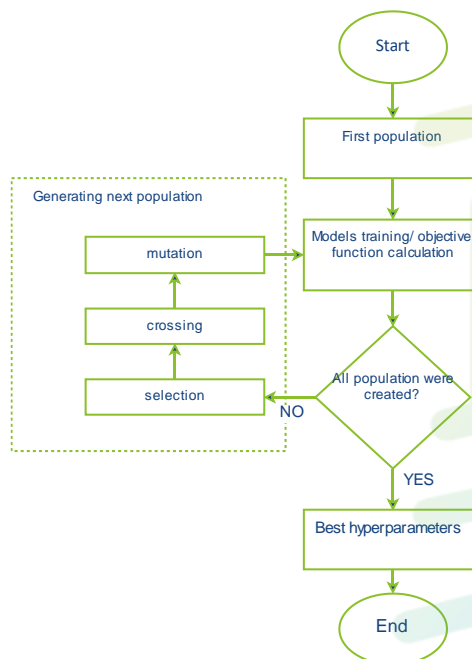 Start
First population
Generating next population
Models training/ objective
function calculation
mutation
crossing
selection
All population were
created?
NO
YES
Best hyperparameters
End